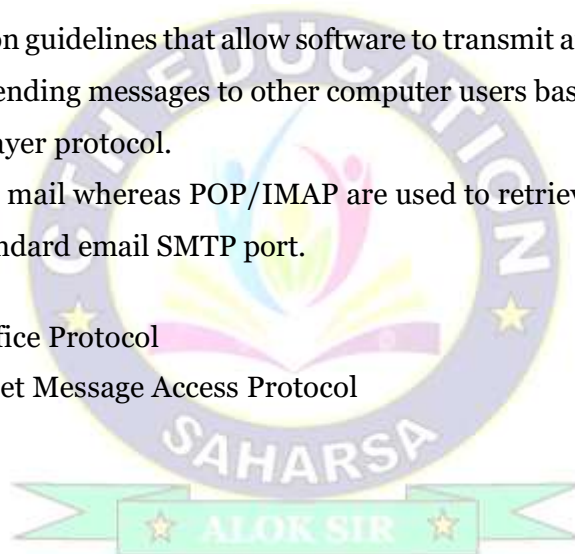 on guidelines that allow software to transmit a
ending messages to other computer users bas
ayer protocol.
mail whereas POP/IMAP are used to retriev
ndard email SMTP port.
fice Protocol
et Message Access Protocol
CTH EDUCATION
SAHARSA
ALOK SIR